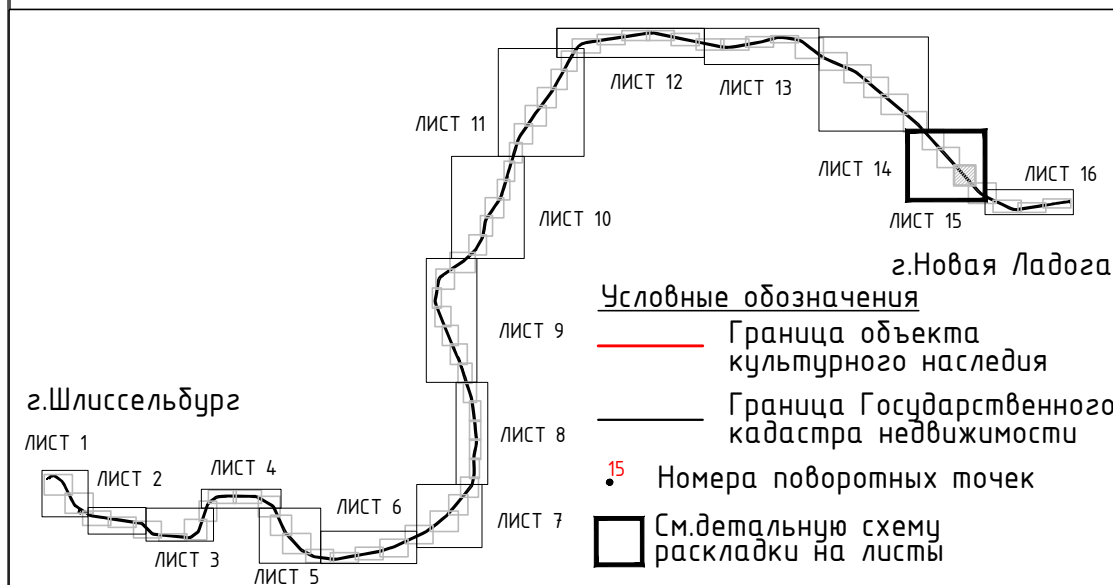 ЛИСТ 12
ЛИСТ 13
ЛИСТ 11
ЛИСТ 14
ЛИСТ 16
ЛИСТ 10
ЛИСТ 15
г.Новая Ладога
Условные обозначения
Граница объекта
культурного наследия
ЛИСТ 9
г.Шлиссельбург
Граница Государственного
кадастра недвижимости
ЛИСТ 8
ЛИСТ 1
ЛИСТ 2
ЛИСТ 4
15
Номера поворотных точек
ЛИСТ 6
ЛИСТ 7
См.детальную схему
раскладки на листы
ЛИСТ 3
ЛИСТ 5